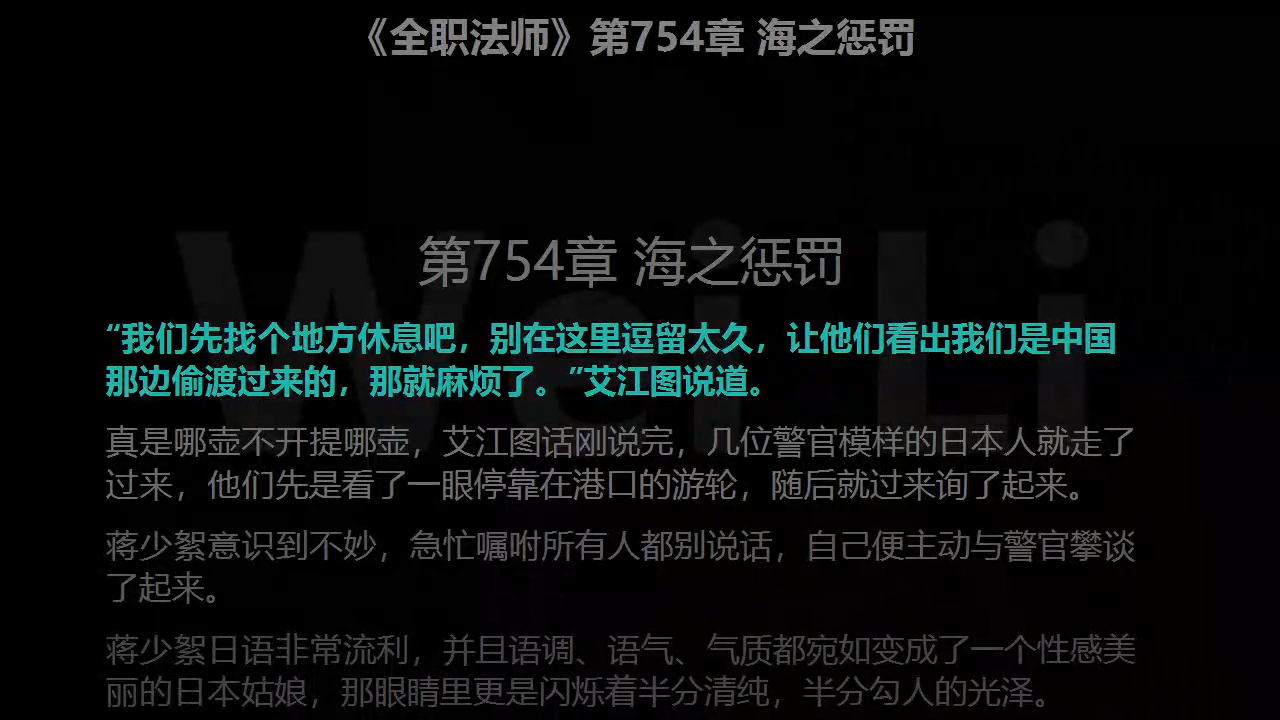 《全职法师》第754章 海之惩罚
Wei Li
第754章 海之惩罚
“我们先找个地方休息吧，别在这里逗留太久，让他们看出我们是中国
那边偷渡过来的，那就麻烦了。”艾江图说道。
真是哪壶不开提哪壶，艾江图话刚说完，几位警官模样的日本人就走了
过来，他们先是看了一眼停靠在港口的游轮，随后就过来询了起来。
蒋少絮意识到不妙，急忙嘱咐所有人都别说话，自己便主动与警官攀谈
了起来。
蒋少絮日语非常流利，并且语调、语气、气质都宛如变成了一个性感美
丽的日本姑娘，那眼睛里更是闪烁着半分清纯，半分勾人的光泽。